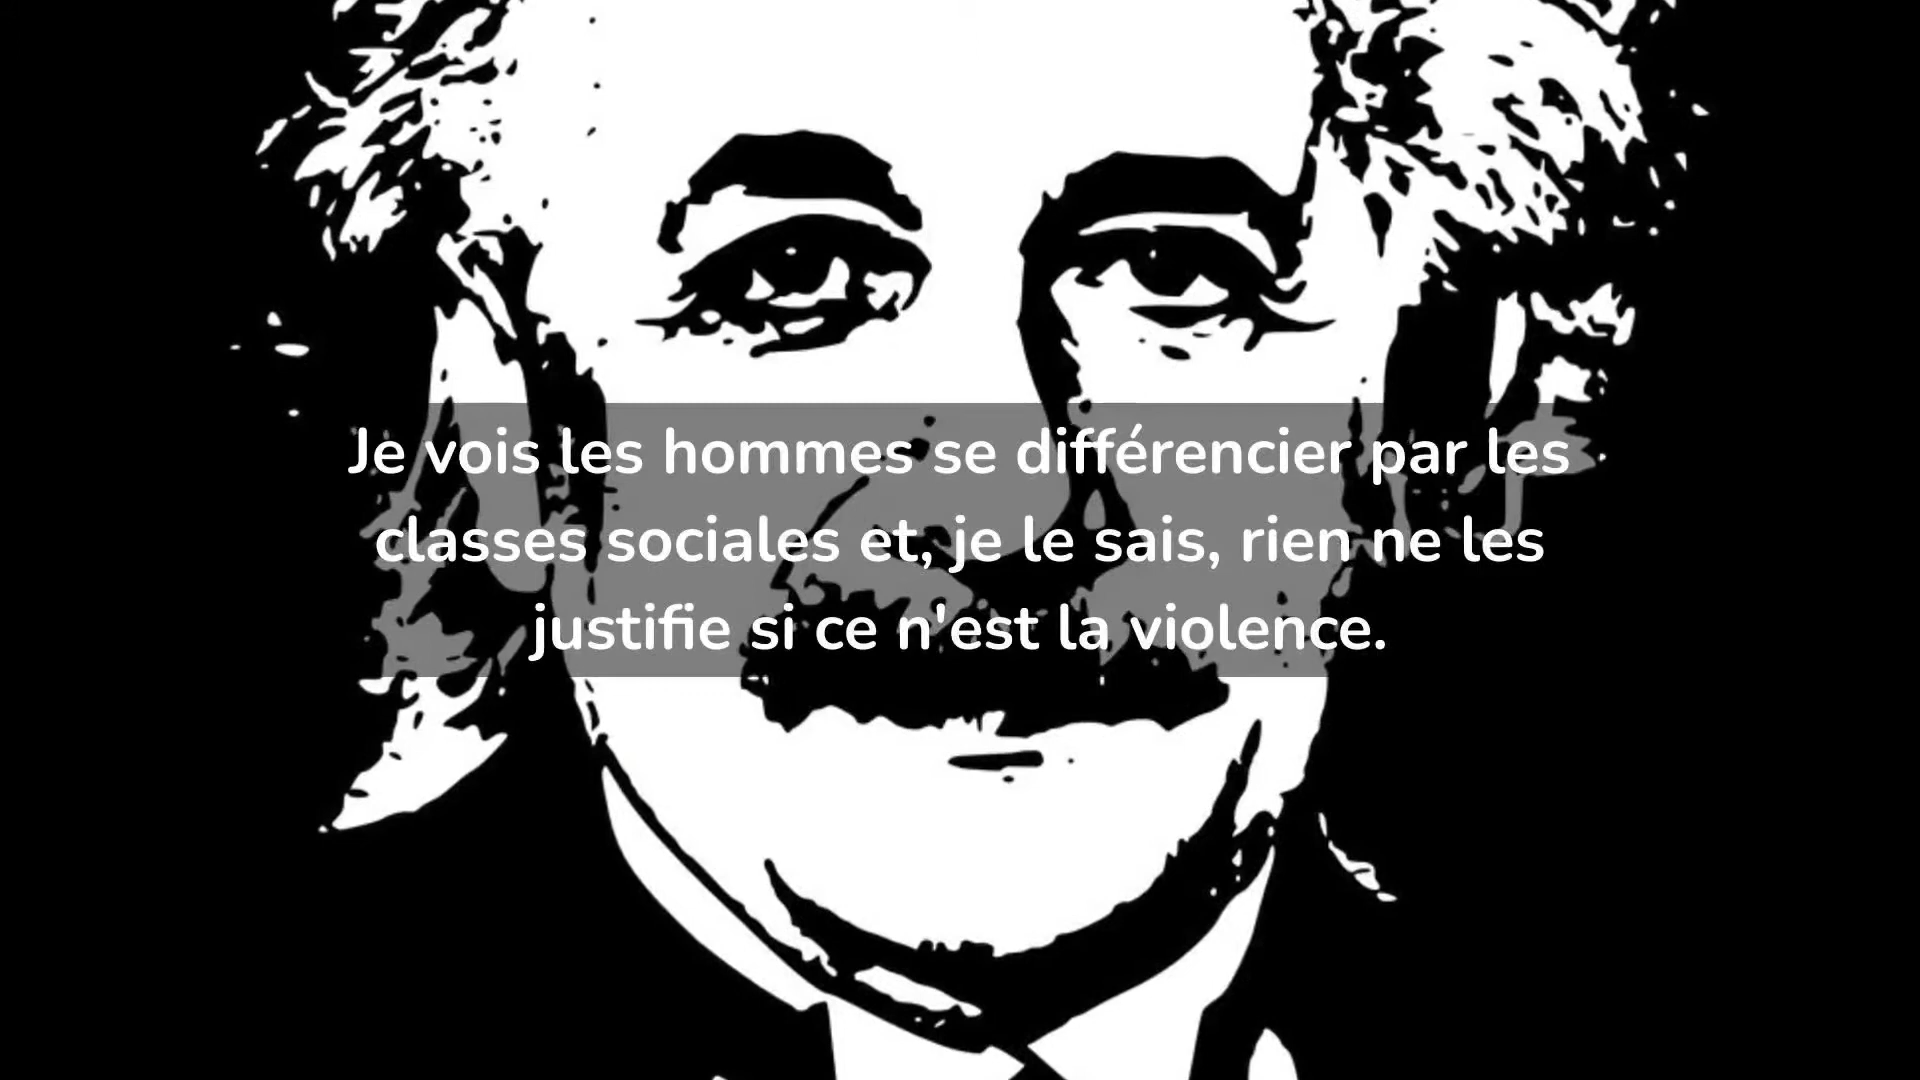 Je vois les hommes se différencier par les
classes sociales et, je le sais, rien ne les
justifie si ce n'est la violence.